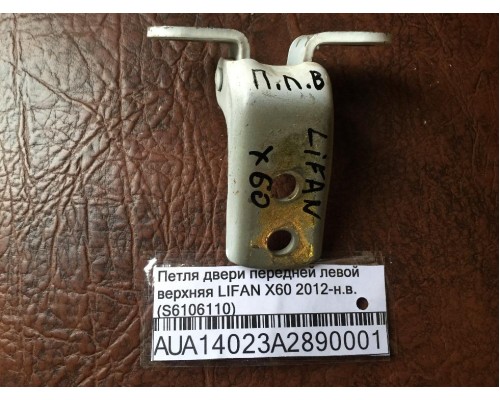 П.Л.В
LiFAN
X60
Петля двери передней левой
верхняя LIFAN X60 2012-н.в.
(S6106110)
AUA14023A2890001